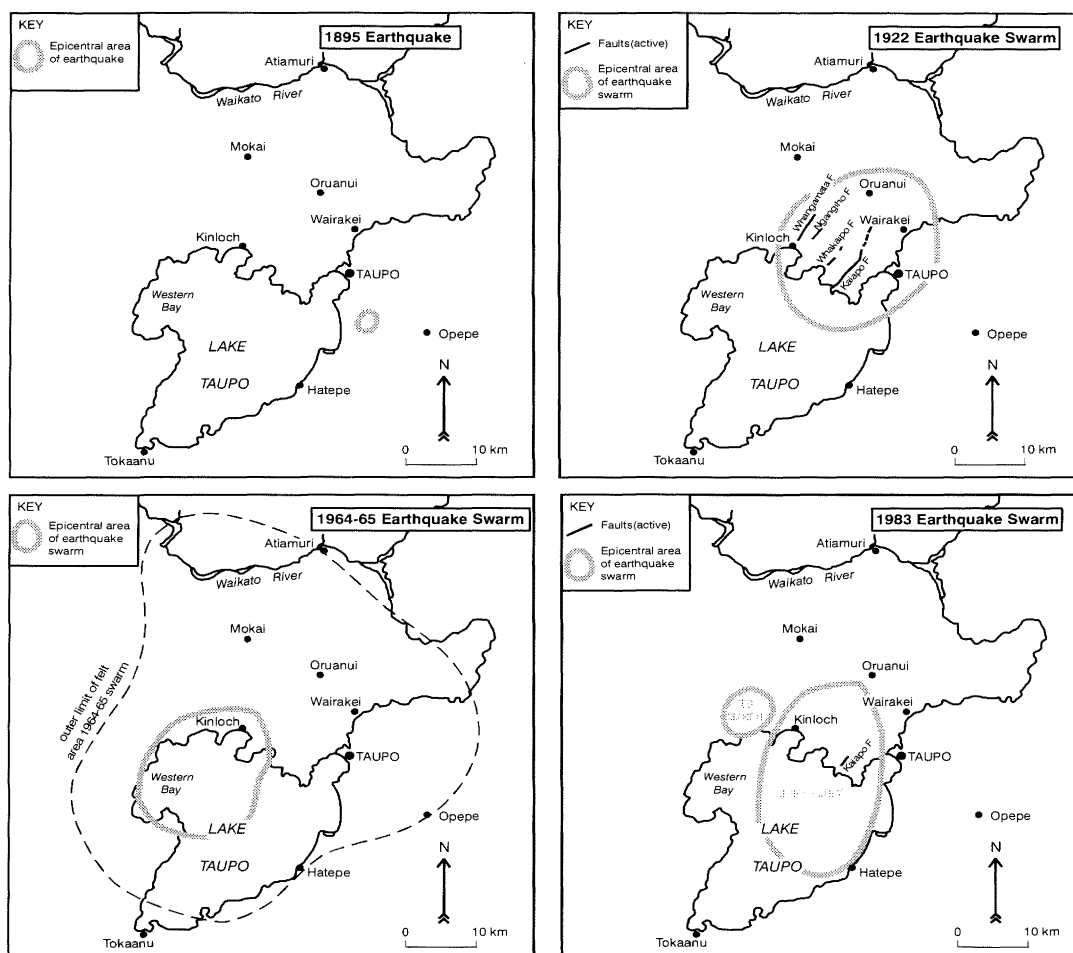 KEY
Epicentral area
of earthquake
1895 Earthquake
Atiamuri
Waikato River
Mokai
Oruanui
Wairakei
Kinloch
TAUPO
Western
Bay
Opepe
LAKE
TAUPO
N
Hatepe
0 10 km
Tokaanu
KEY
Faults(active)
Epicentral area
of earthquake
swarm
1922 Earthquake Swarm
Atiamuri
Waikato River
Mokai
Oruanui
Whangamata F
Ngangiho F
Wairakei
Kinloch
Whakaipo F
Kaiapo F
TAUPO
Western
Bay
Opepe
LAKE
TAUPO
N
Hatepe
0 10 km
Tokaanu
KEY
Epicentral area
of earthquake
swarm
1964-65 Earthquake Swarm
Atiamuri
Waikato River
Mokai
Oruanui
outer limit of felt
area 1964-65 swarm
Wairakei
Kinloch
TAUPO
Western
Bay
Opepe
LAKE
TAUPO
N
Hatepe
0 10 km
Tokaanu
KEY
Faults(active)
Epicentral area
of earthquake
swarm
1983 Earthquake Swarm
Atiamuri
Waikato River
Mokai
Oruanui
Wairakei
Kinloch
Kaiapo F
TAUPO
Western
Bay
Opepe
LAKE
TAUPO
N
Hatepe
0 10 km
Tokaanu